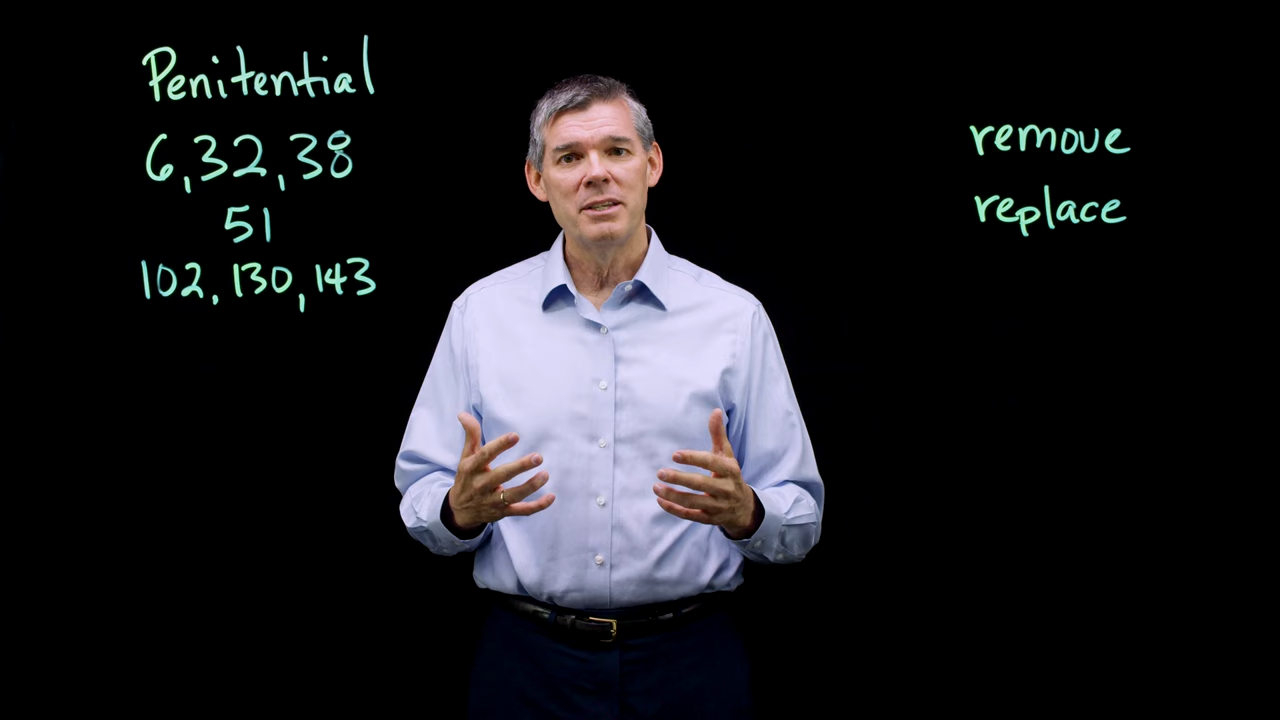 Penitential
6,32,38
51
102,130,143
remove
replace